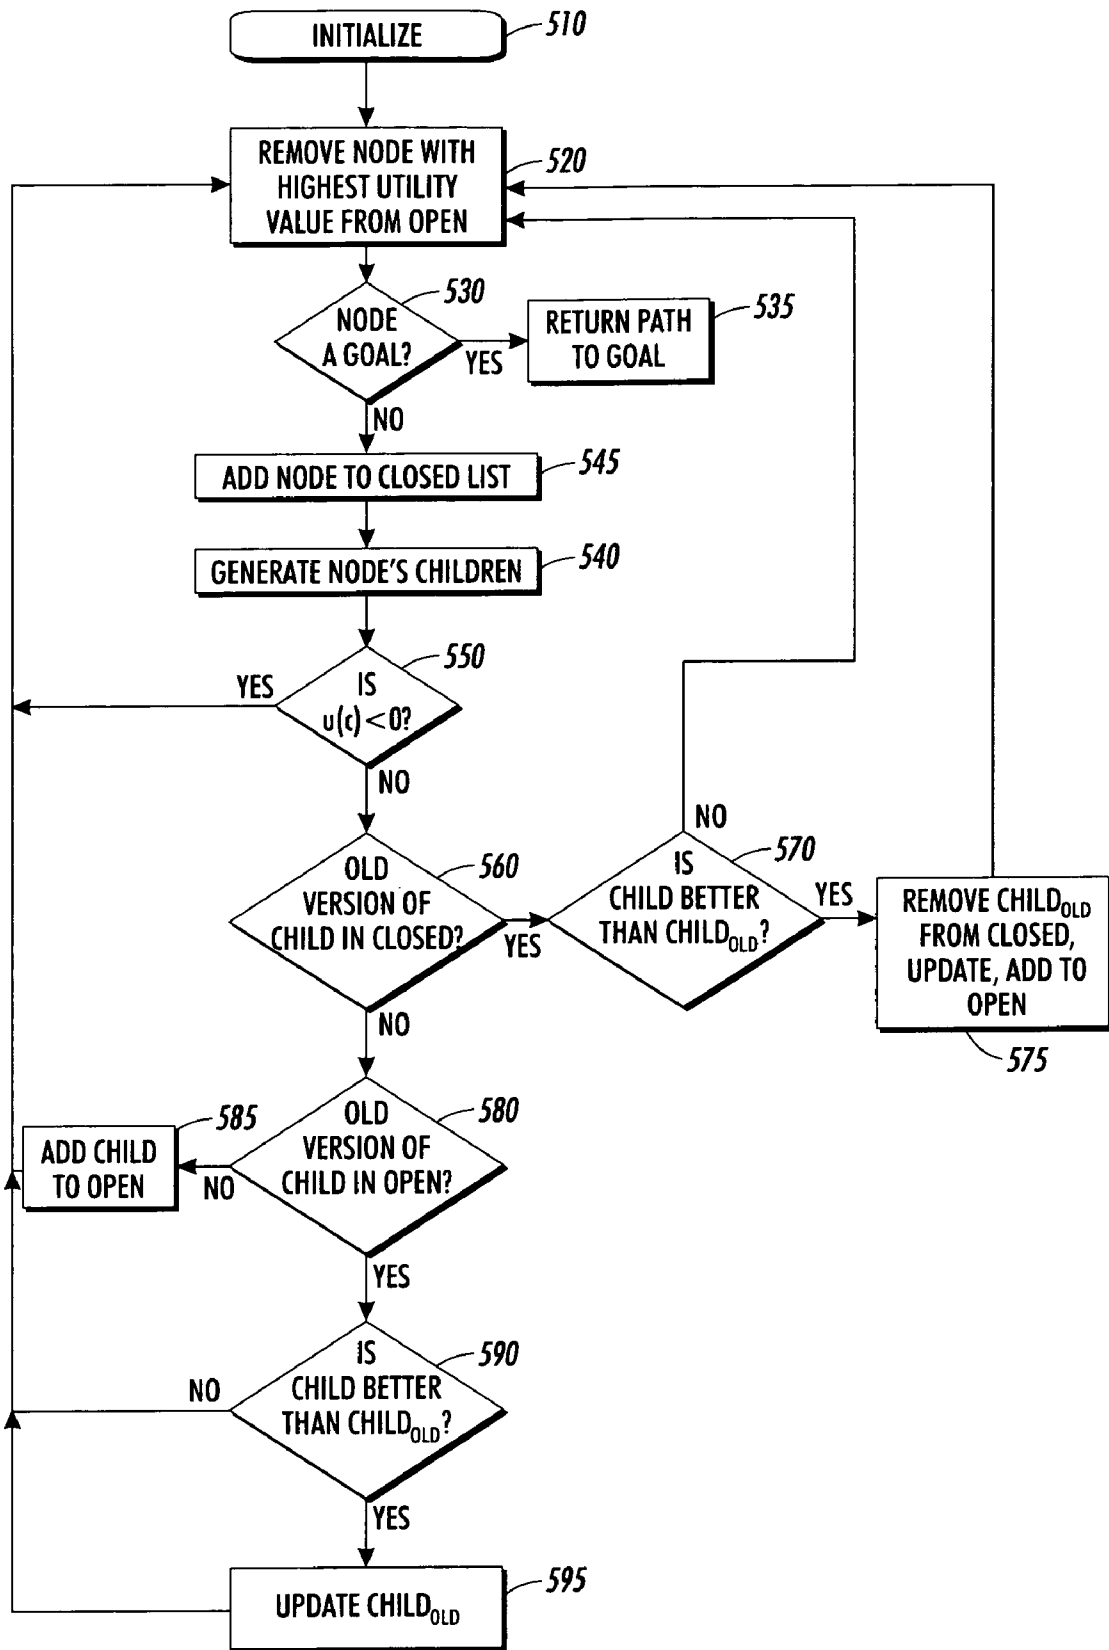 INITIALIZE
510
REMOVE NODE WITH
HIGHEST UTILITY
VALUE FROM OPEN
520
530
NODE
A GOAL?
YES
RETURN PATH
TO GOAL
535
NO
ADD NODE TO CLOSED LIST
545
GENERATE NODE'S CHILDREN
540
550
YES
IS
u(c) < 0?
NO
560
OLD
VERSION OF
CHILD IN CLOSED?
YES
NO
570
IS
CHILD BETTER
THAN CHILD_OLD?
YES
REMOVE CHILD_OLD
FROM CLOSED,
UPDATE, ADD TO
OPEN
575
NO
580
OLD
VERSION OF
CHILD IN OPEN?
NO
585
ADD CHILD
TO OPEN
YES
590
IS
CHILD BETTER
THAN CHILD_OLD?
NO
YES
UPDATE CHILD_OLD
595